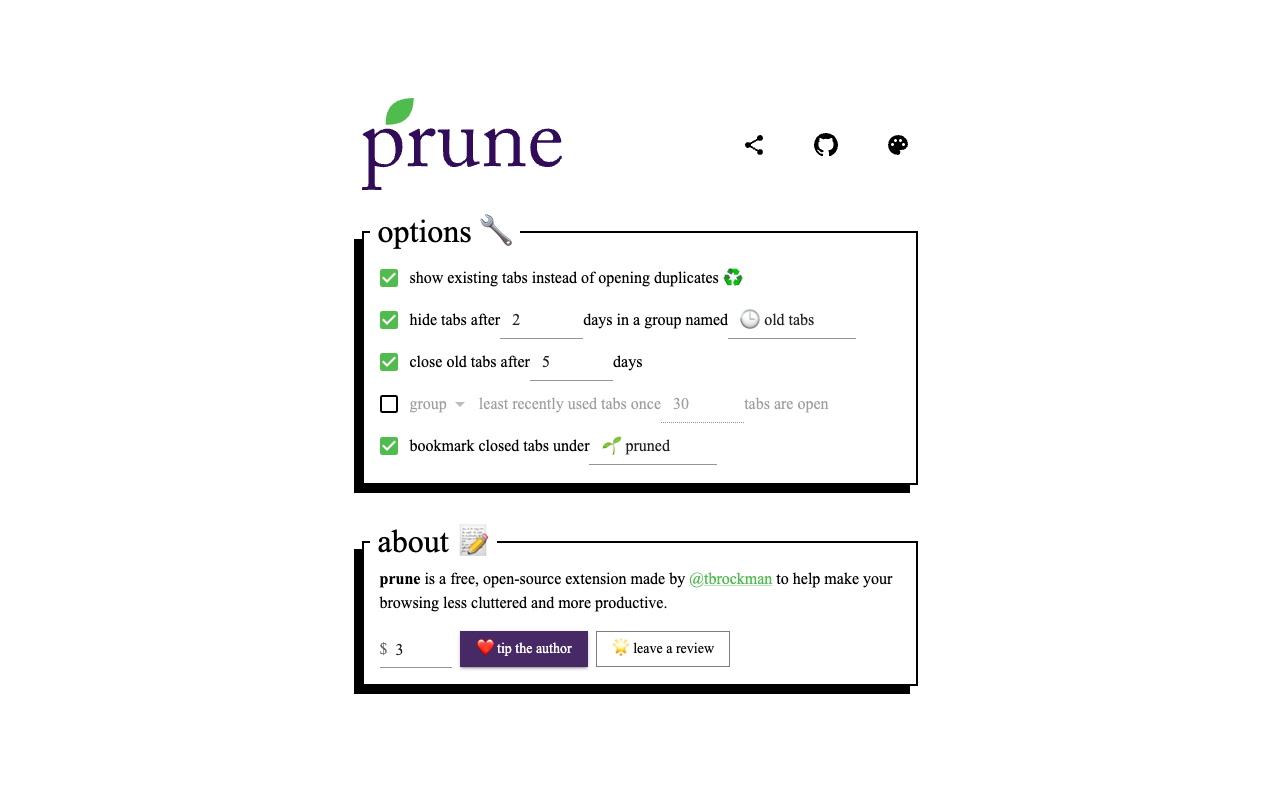 prune
options 🔧
show existing tabs instead of opening duplicates ♻️
hide tabs after 2 days in a group named 🕒 old tabs
close old tabs after 5 days
group least recently used tabs once 30 tabs are open
bookmark closed tabs under 🌱 pruned
about 📝
prune is a free, open-source extension made by @tbrockman to help make your
browsing less cluttered and more productive.
$ 3 ❤️ tip the author 🌟 leave a review